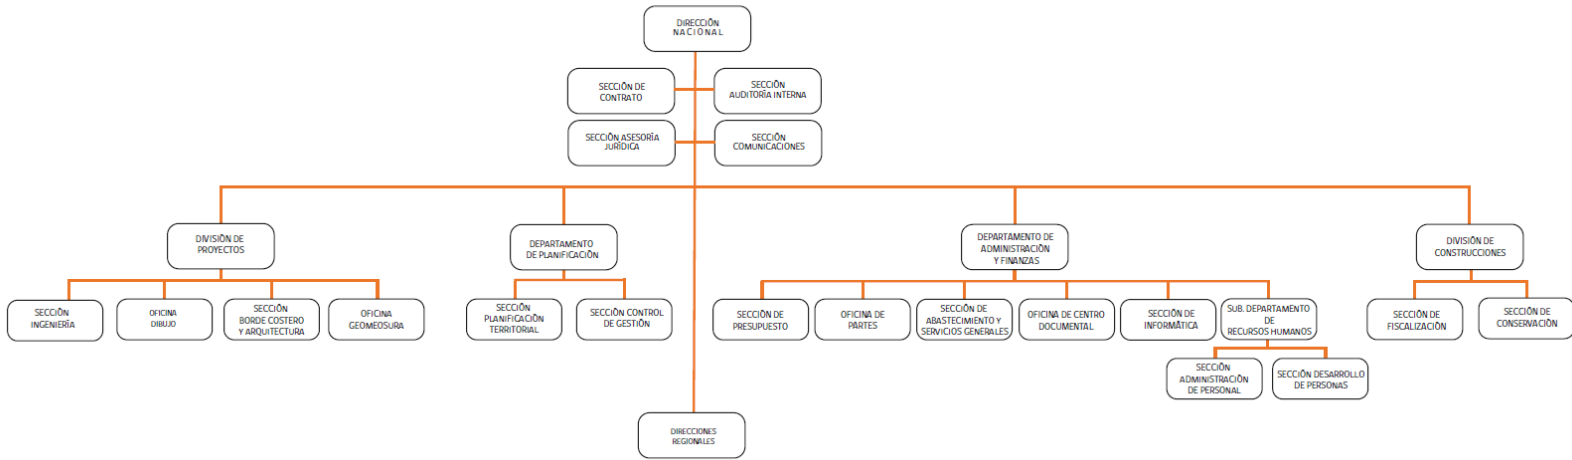 DIRECCIÓN
NACIONAL
SECCIÓN DE
CONTRATO
SECCIÓN
AUDITORÍA INTERNA
SECCIÓN ASESORÍA
JURÍDICA
SECCIÓN
COMUNICACIONES
DIVISIÓN DE
PROYECTOS
DEPARTAMENTO
DE PLANIFICACIÓN
DEPARTAMENTO DE
ADMINISTRACIÓN
Y FINANZAS
DIVISIÓN DE
CONSTRUCCIONES
SECCIÓN
INGENIERÍA
OFICINA
DIBUJO
SECCIÓN
BORDE COSTERO
Y ARQUITECTURA
OFICINA
GEOMEOSURA
SECCIÓN
PLANIFICACIÓN
TERRITORIAL
SECCIÓN CONTROL
DE GESTIÓN
SECCIÓN DE
PRESUPUESTO
OFICINA DE
PARTES
SECCIÓN DE
ABASTECIMIENTO Y
SERVICIOS GENERALES
OFICINA DE CENTRO
DOCUMENTAL
SECCIÓN DE
INFORMÁTICA
SUB. DEPARTAMENTO
DE
RECURSOS HUMANOS
SECCIÓN DE
FISCALIZACIÓN
SECCIÓN DE
CONSERVACIÓN
SECCIÓN
ADMINISTRACIÓN
DE PERSONAL
SECCIÓN DESARROLLO
DE PERSONAS
DIRECCIONES
REGIONALES